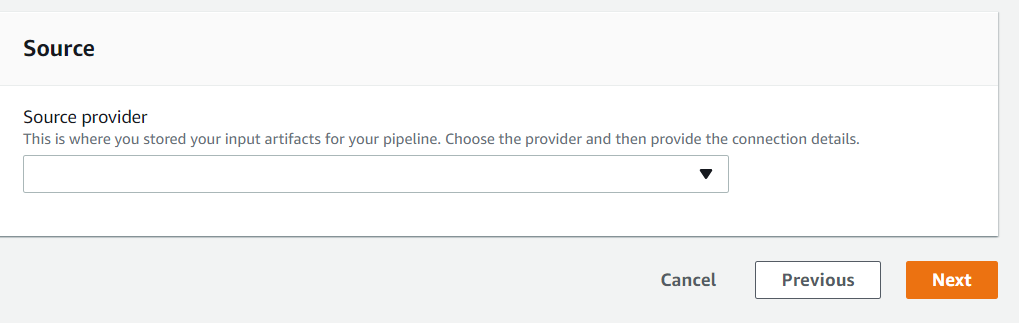 Source
Source provider
This is where you stored your input artifacts for your pipeline. Choose the provider and then provide the connection details.
Cancel Previous Next